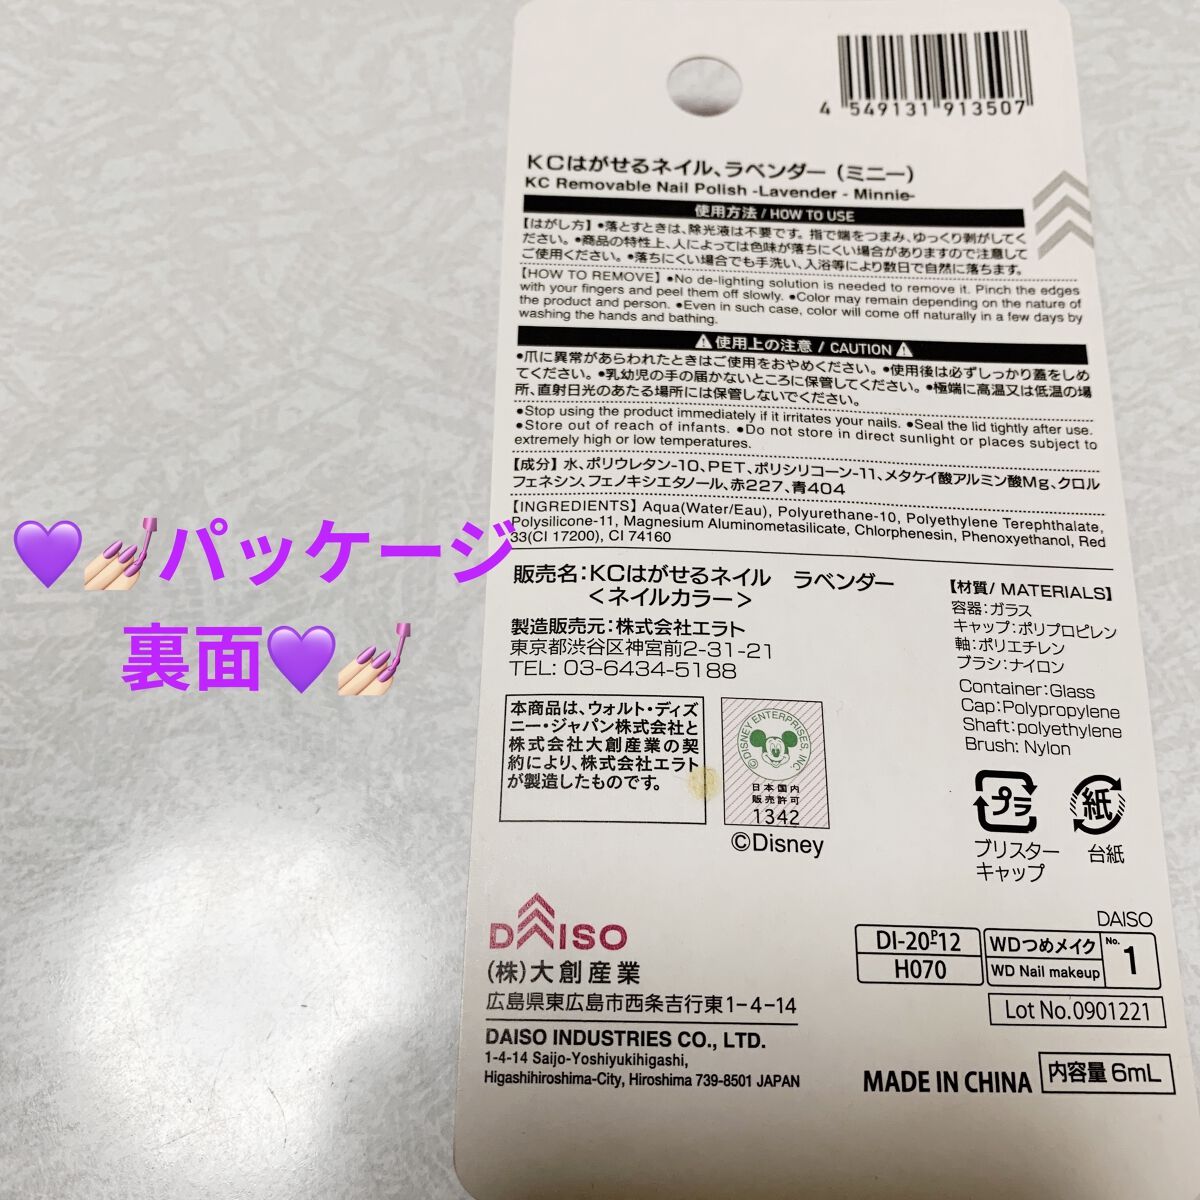 4 549131 913507
KCはがせるネイル、ラベンダー（ミニー）
KC Removable Nail Polish -Lavender - Minnie-
使用方法 / HOW TO USE
【はがし方】●落とすときは、除光液は不要です。指で端をつまみ、ゆっくり剥がしてく
ださい。●商品の特性上、人によっては色味が落ちにくい場合がありますので注意して
ご使用ください。●落ちにくい場合でも手洗い、入浴等により数日で自然に落ちます。
【HOW TO REMOVE】●No de-lighting solution is needed to remove it. Pinch the edges
with your fingers and peel them off slowly. ●Color may remain depending on the nature of
the product and person. ●Even in such case, color will come off naturally in a few days by
washing the hands and bathing.
⚠使用上の注意 / CAUTION⚠
●爪に異常があらわれたときはご使用をおやめください。●使用後は必ずしっかり蓋をしめ
てください。●乳幼児の手の届かないところに保管してください。●極端に高温又は低温の場
所、直射日光のあたる場所には保管しないでください。
●Stop using the product immediately if it irritates your nails. ●Seal the lid tightly after use.
●Store out of reach of infants. ●Do not store in direct sunlight or places subject to
extremely high or low temperatures.
【成分】水、ポリウレタン-10、PET、ポリシリコーン-11、メタケイ酸アルミン酸Mg、クロル
フェネシン、フェノキシエタノール、赤227、青404
【INGREDIENTS】Aqua(Water/Eau), Polyurethane-10, Polyethylene Terephthalate,
Polysilicone-11, Magnesium Aluminometasilicate, Chlorphenesin, Phenoxyethanol, Red
33(CI 17200), CI 74160
💜💅🏻パッケージ
裏面💜💅🏻
販売名：KCはがせるネイル　ラベンダー
＜ネイルカラー＞
製造販売元：株式会社エラト
東京都渋谷区神宮前2-31-21
TEL: 03-6434-5188
【材質/ MATERIALS】
容器：ガラス
キャップ：ポリプロピレン
軸：ポリエチレン
ブラシ：ナイロン
Container:Glass
Cap:Polypropylene
Shaft:polyethylene
Brush: Nylon
本商品は、ウォルト・ディズ
ニー・ジャパン株式会社と
株式会社大創産業の契
約により、株式会社エラト
が製造したものです。
©DISNEY ENTERPRISES, INC.
日本国内
販売許可
1342
©Disney
プラ
ブリスター
キャップ
紙
台紙
DAISO
(株)大創産業
広島県東広島市西条吉行東1-4-14
DAISO INDUSTRIES CO., LTD.
1-4-14 Saijo-Yoshiyukihigashi,
Higashihiroshima-City, Hiroshima 739-8501 JAPAN
DAISO
DI-20-P-12
H070
WDつめメイク
WD Nail makeup
No. 1
Lot No.0901221
MADE IN CHINA
内容量 6mL